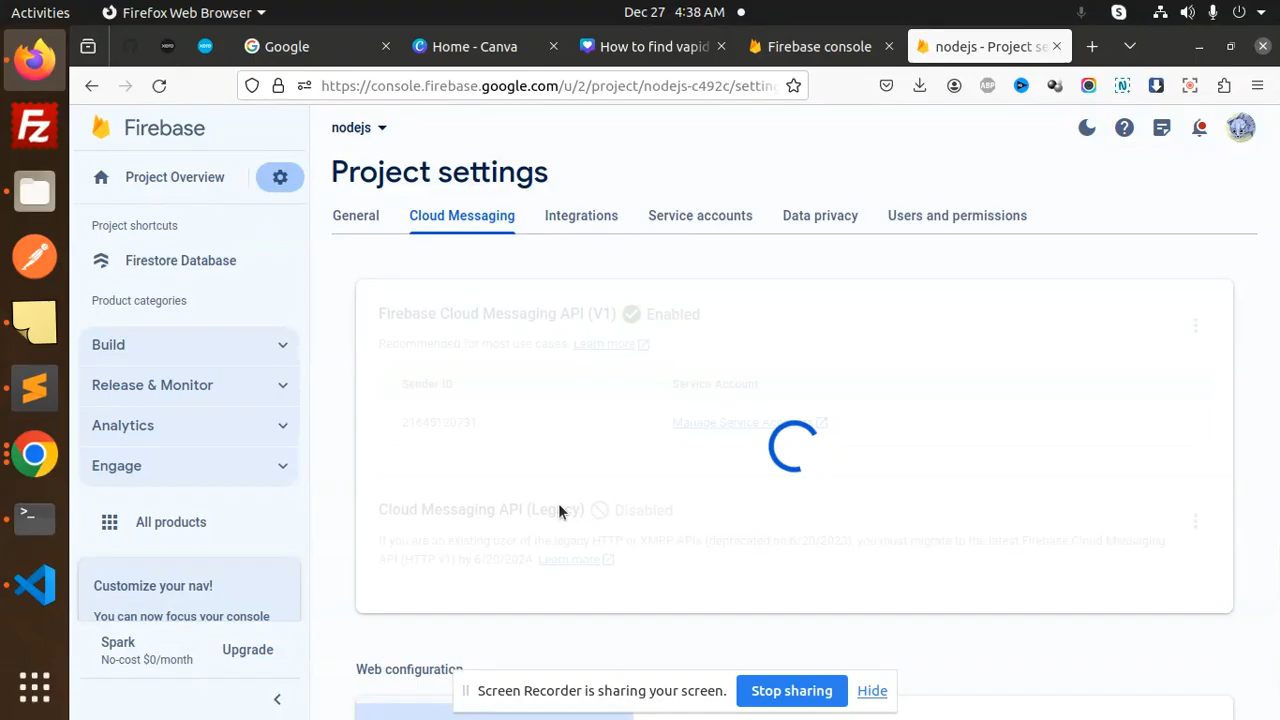 Activities
Firefox Web Browser
Dec 27 4:38 AM
Google
Home - Canva
How to find vapid
Firebase console
nodejs - Project se
https://console.firebase.google.com/u/2/project/nodejs-c492c/settin
Firebase
Project Overview
Project shortcuts
Firestore Database
Product categories
Build
Release & Monitor
Analytics
Engage
All products
Customize your nav!
You can now focus your console
Spark
No-cost $0/month
Upgrade
nodejs
Project settings
General
Cloud Messaging
Integrations
Service accounts
Data privacy
Users and permissions
Firebase Cloud Messaging API (V1) Enabled
Recommended for most use cases. Learn more
Sender ID
Service Account
21645120731
Manage Service
Cloud Messaging API (Legacy) Disabled
If you are an existing user of the legacy HTTP or XMPP APIs (deprecated on 6/20/2023), you must migrate to the latest Firebase Cloud Messaging
API (HTTP v1) by 6/20/2024. Learn more
Web configuration
Screen Recorder is sharing your screen.
Stop sharing
Hide